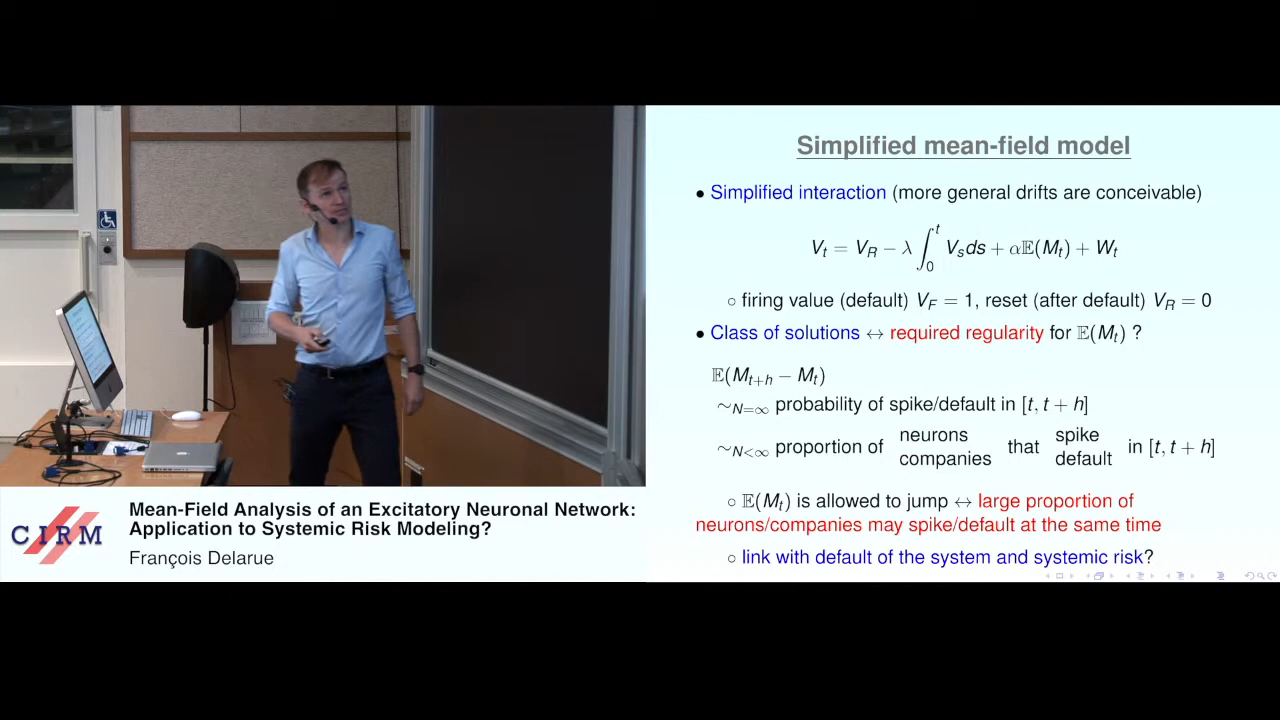 Simplified mean-field model
• Simplified interaction (more general drifts are conceivable)
V_t = V_R − λ ∫_0^t V_s ds + α𝔼(M_t) + W_t
○ firing value (default) V_F = 1, reset (after default) V_R = 0
• Class of solutions ↔ required regularity for 𝔼(M_t) ?
𝔼(M_{t+h} − M_t)
∼_{N=∞} probability of spike/default in [t, t + h]
∼_{N<∞} proportion of neurons companies that spike default in [t, t + h]
○ 𝔼(M_t) is allowed to jump ↔ large proportion of
neurons/companies may spike/default at the same time
○ link with default of the system and systemic risk?
CIRM
Mean-Field Analysis of an Excitatory Neuronal Network:
Application to Systemic Risk Modeling?
François Delarue